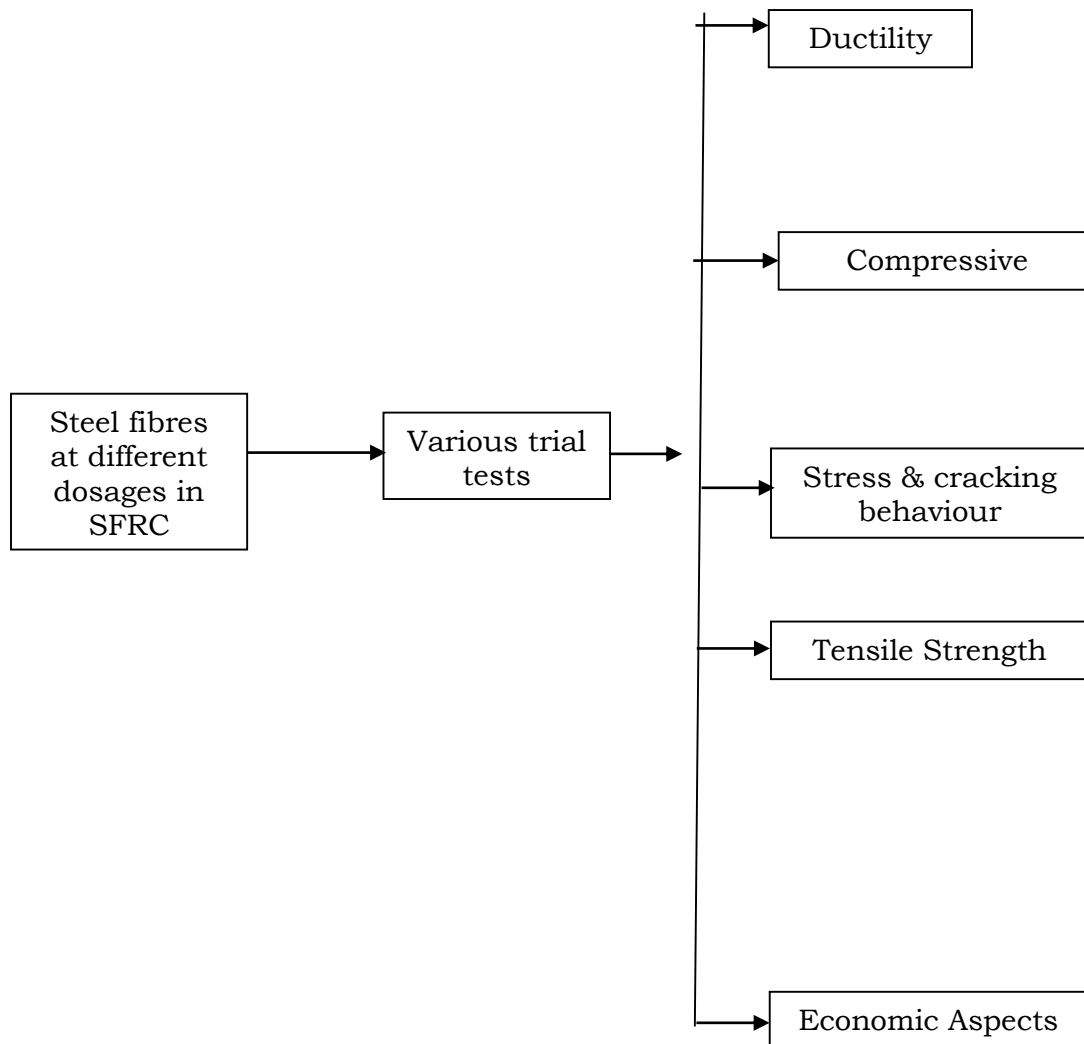 Ductility
Compressive
Steel fibres
at different
dosages in
SFRC
Various trial
tests
Stress & cracking
behaviour
Tensile Strength
Economic Aspects